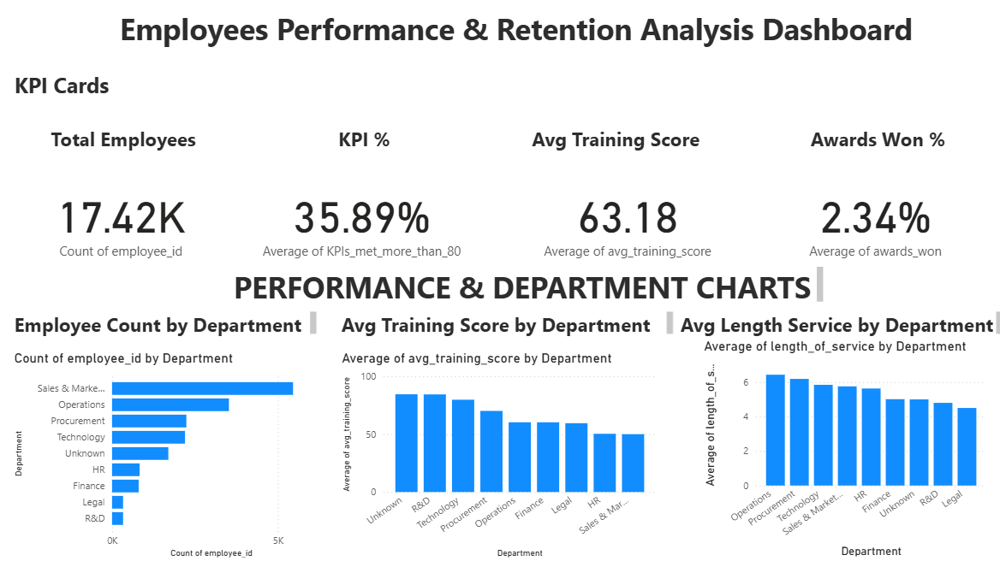 Employees Performance & Retention Analysis Dashboard
KPI Cards
Total Employees
KPI %
Avg Training Score
Awards Won %
17.42K
35.89%
63.18
2.34%
Count of employee_id
Average of KPIs_met_more_than_80
Average of avg_training_score
Average of awards_won
PERFORMANCE & DEPARTMENT CHARTS
Employee Count by Department
Count of employee_id by Department
Department
Sales & Marke...
Operations
Procurement
Technology
Unknown
HR
Finance
Legal
R&D
0K
5K
Count of employee_id
Avg Training Score by Department
Average of avg_training_score by Department
Average of avg_training_score
100
50
0
Unknown
R&D
Technology
Procurement
Operations
Finance
Legal
HR
Sales & Mar...
Department
Avg Length Service by Department
Average of length_of_service by Department
Average of length_of_s...
6
4
2
0
Operations
Procurement
Technology
Sales & Market...
HR
Finance
Unknown
R&D
Legal
Department